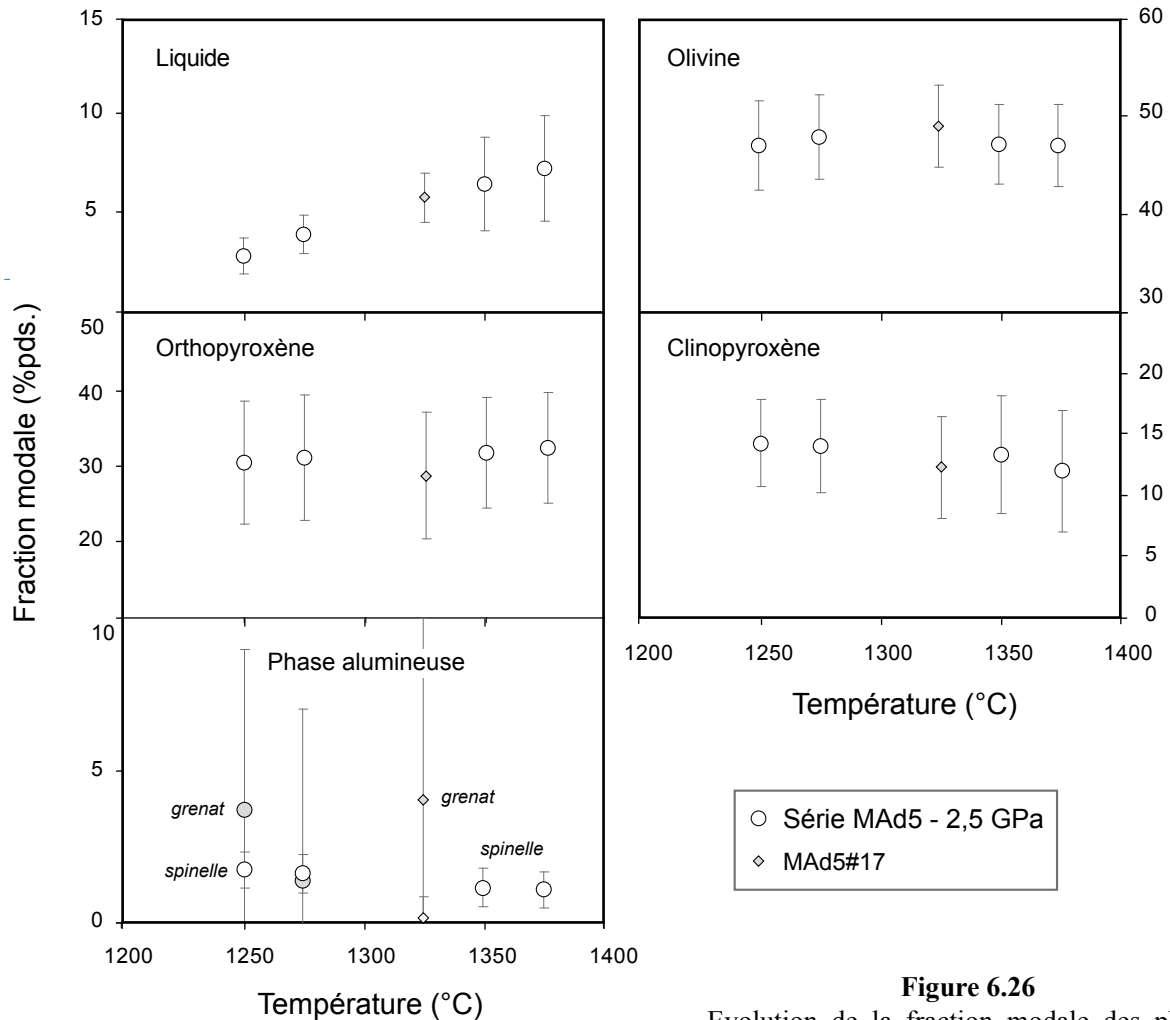 Fraction modale (%pds.)
Liquide
15
10
5
Olivine
60
50
40
30
Orthopyroxène
50
40
30
20
Clinopyroxène
20
15
10
5
0
1200 1250 1300 1350 1400
Température (°C)
Phase alumineuse
10
5
0
grenat
spinelle
grenat
spinelle
1200 1250 1300 1350 1400
Température (°C)
Série MAd5 - 2,5 GPa
MAd5#17
Figure 6.26
Evolution de la fraction modale des